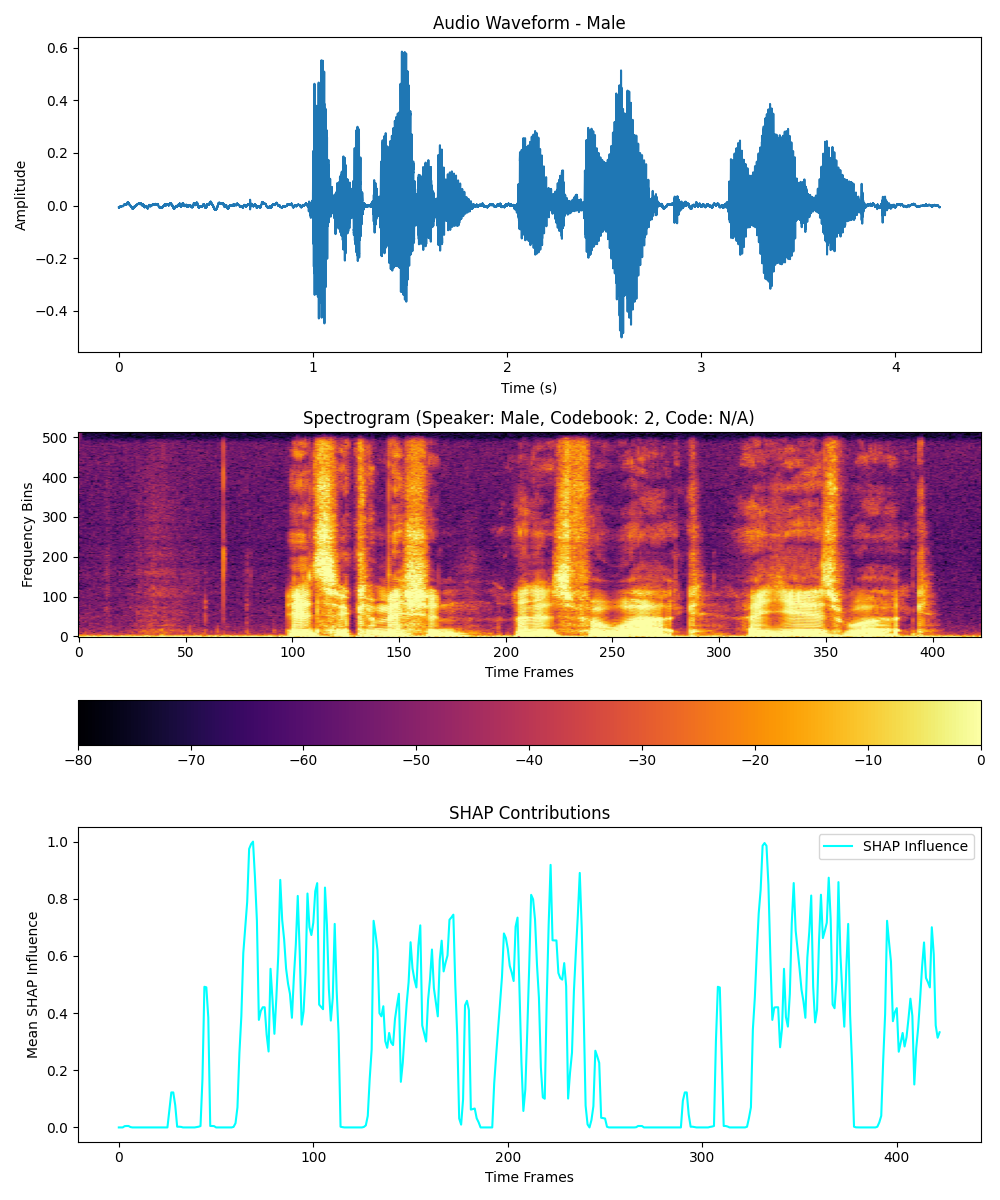 Audio Waveform - Male
0.6
0.4
0.2
0.0
−0.2
−0.4
Amplitude
0 1 2 3 4
Time (s)
Spectrogram (Speaker: Male, Codebook: 2, Code: N/A)
500
400
300
200
100
0
Frequency Bins
0 50 100 150 200 250 300 350 400
Time Frames
−80 −70 −60 −50 −40 −30 −20 −10 0
SHAP Contributions
SHAP Influence
1.0
0.8
0.6
0.4
0.2
0.0
Mean SHAP Influence
0 100 200 300 400
Time Frames